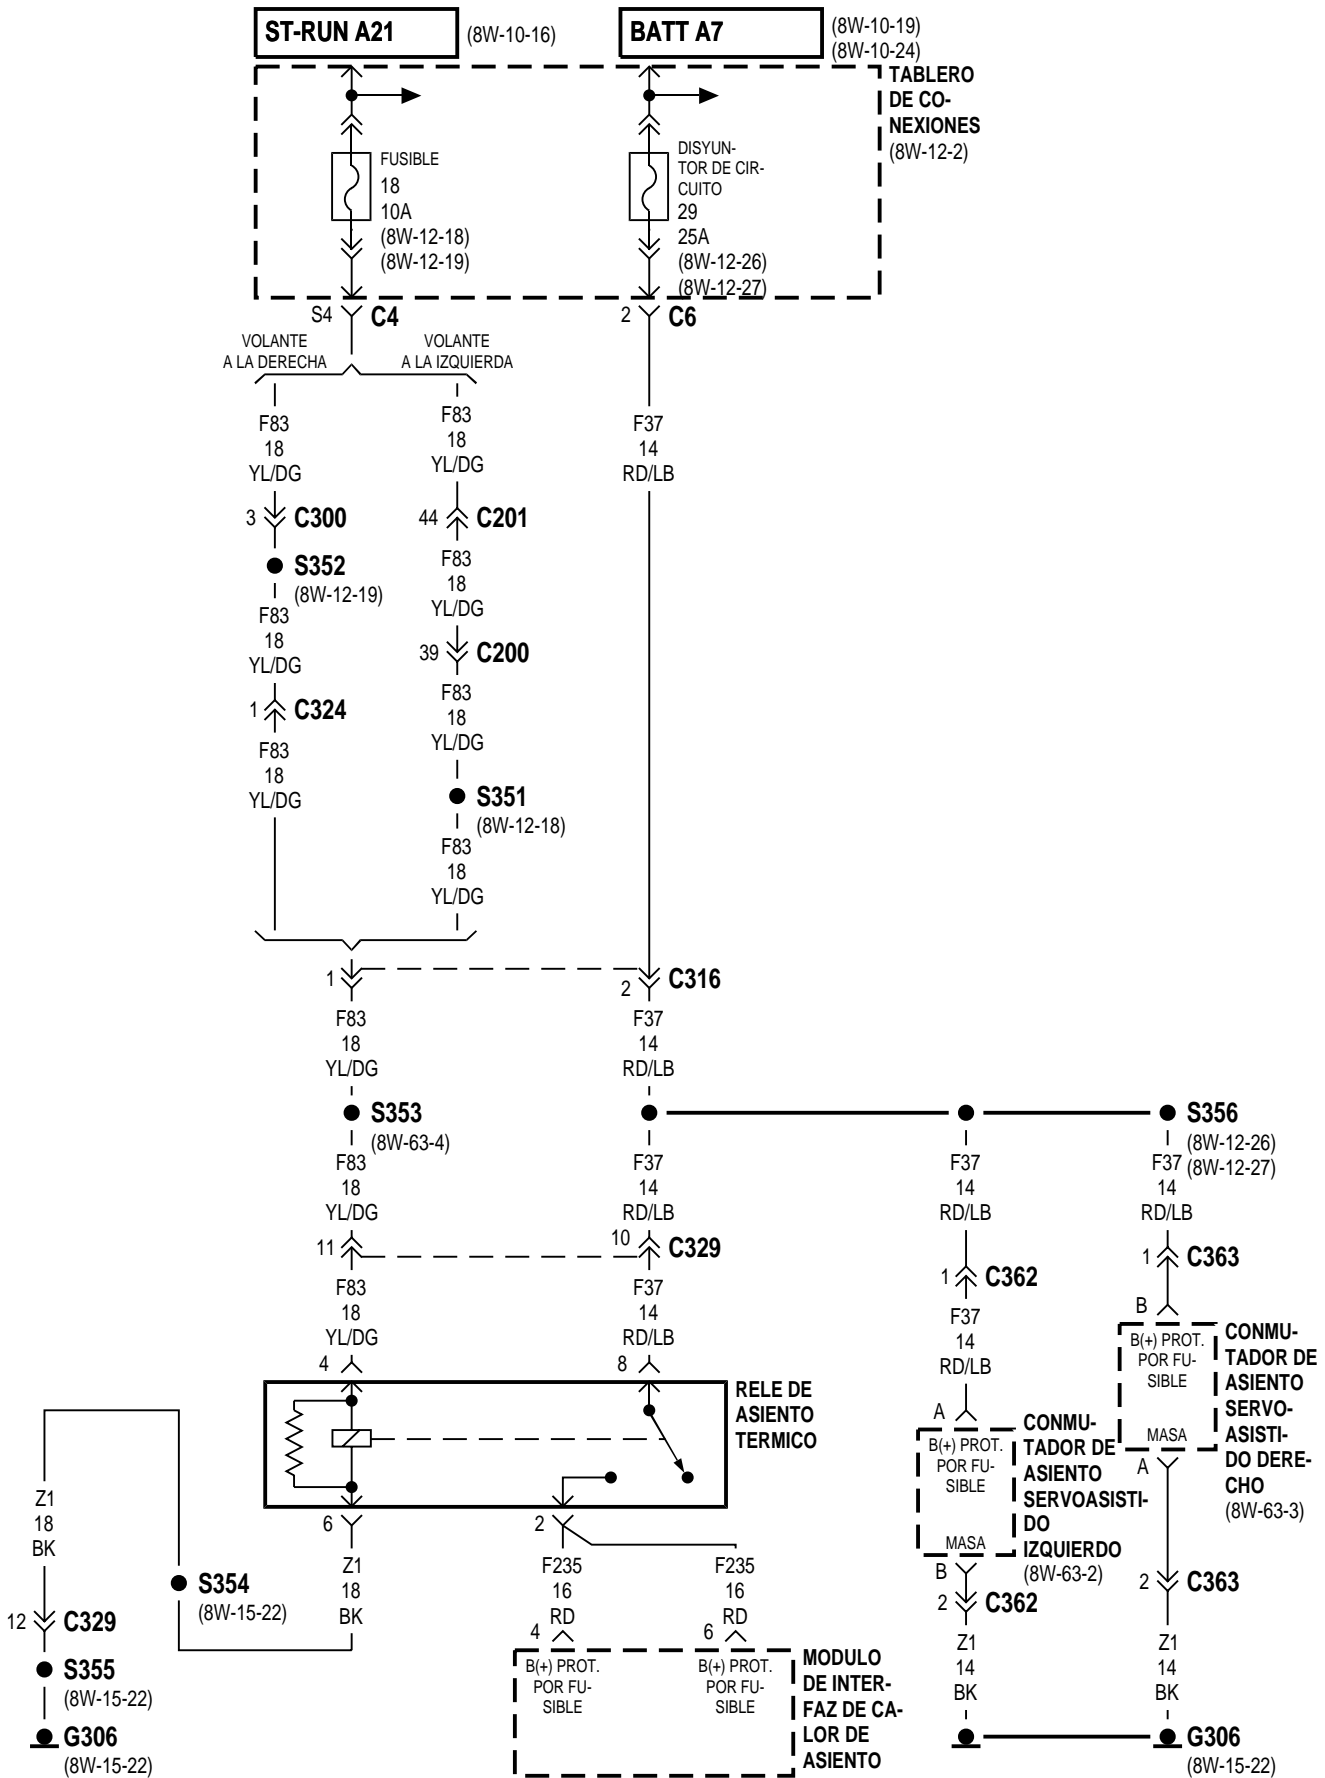 ST-RUN A21
(8W-10-16)
BATT A7
(8W-10-19)
(8W-10-24)
TABLERO
DE CO-
NEXIONES
(8W-12-2)
FUSIBLE
18
10A
(8W-12-18)
(8W-12-19)
DISYUN-
TOR DE CIR-
CUITO
29
25A
(8W-12-26)
(8W-12-27)
S4
C4
2
C6
VOLANTE
A LA DERECHA
VOLANTE
A LA IZQUIERDA
F83
18
YL/DG
3
C300
S352
(8W-12-19)
F83
18
YL/DG
1
C324
F83
18
YL/DG
F83
18
YL/DG
44
C201
F83
18
YL/DG
39
C200
F83
18
YL/DG
S351
(8W-12-18)
F83
18
YL/DG
F37
14
RD/LB
1
2
C316
F83
18
YL/DG
F37
14
RD/LB
S353
(8W-63-4)
S356
(8W-12-26)
(8W-12-27)
F83
18
YL/DG
F37
14
RD/LB
F37
14
RD/LB
F37
14
RD/LB
11
10
C329
1
C362
1
C363
F83
18
YL/DG
F37
14
RD/LB
F37
14
RD/LB
4
8
RELE DE
ASIENTO
TERMICO
B
B(+) PROT.
POR FU-
SIBLE
MASA
A
CONMU-
TADOR DE
ASIENTO
SERVO-
ASISTI-
DO DERE-
CHO
(8W-63-3)
A
B(+) PROT.
POR FU-
SIBLE
MASA
B
CONMU-
TADOR DE
ASIENTO
SERVOASISTI-
DO
IZQUIERDO
(8W-63-2)
2
C362
2
C363
Z1
14
BK
Z1
14
BK
G306
(8W-15-22)
6
2
Z1
18
BK
F235
16
RD
F235
16
RD
4
6
B(+) PROT.
POR FU-
SIBLE
B(+) PROT.
POR FU-
SIBLE
MODULO
DE INTER-
FAZ DE CA-
LOR DE
ASIENTO
S354
(8W-15-22)
Z1
18
BK
12
C329
S355
(8W-15-22)
G306
(8W-15-22)